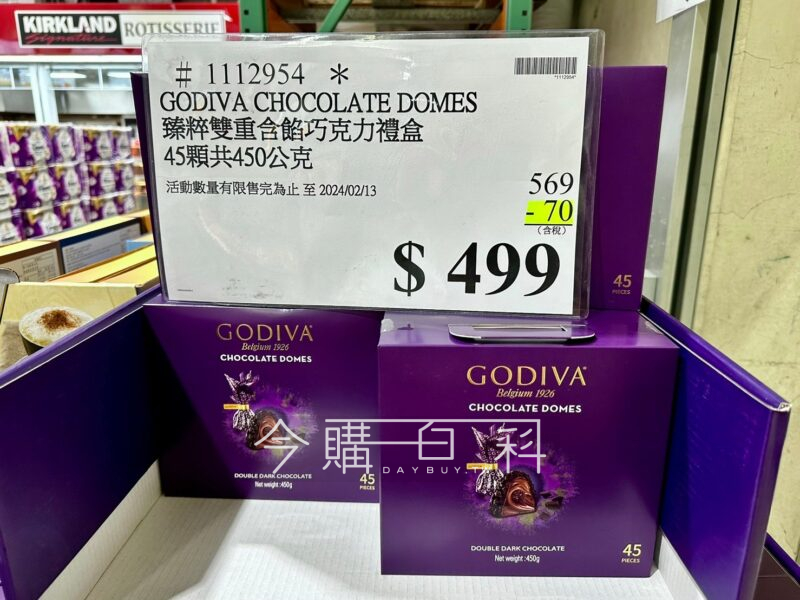 KIRKLAND
Signature
ROTISSERIE
# 1112954 *
*1112954*
GODIVA CHOCOLATE DOMES
臻粹雙重含餡巧克力禮盒
45顆共450公克
活動數量有限售完為止 至 2024/02/13
569
- 70
(含稅)
$ 499
45
PIECES
GODIVA
Belgium 1926
CHOCOLATE DOMES
DOUBLE DARK CHOCOLATE
Net weight :450g
45
PIECES
GODIVA
Belgium 1926
CHOCOLATE DOMES
DOUBLE DARK CHOCOLATE
Net weight :450g
45
PIECES
今購百科